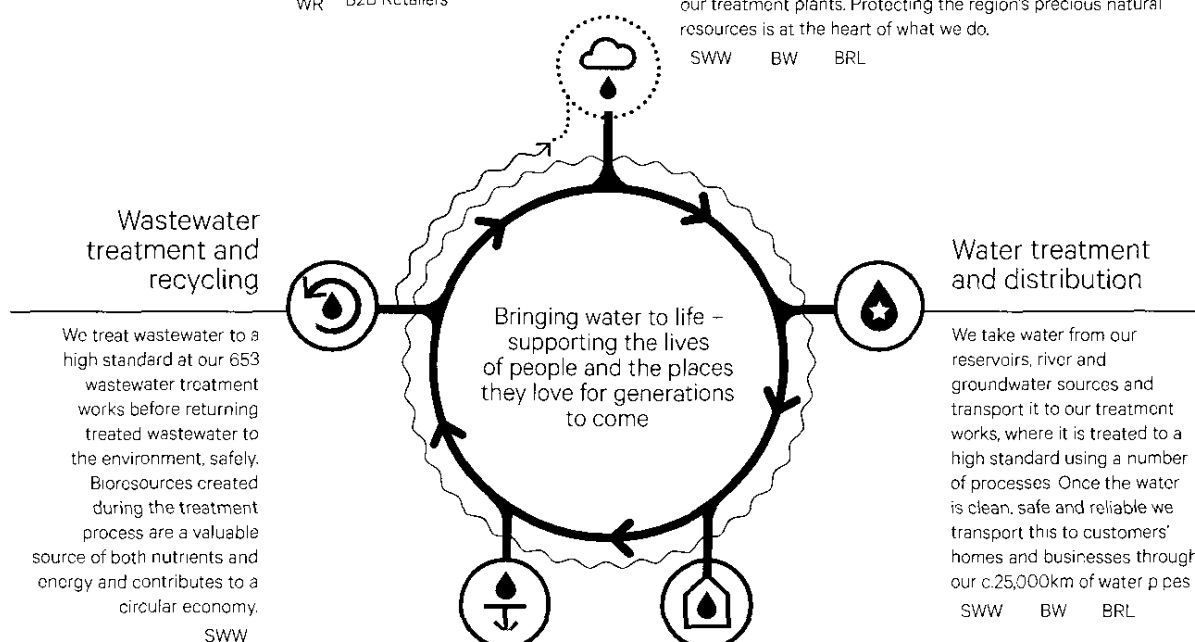 WR B2B Retailers
our treatment plants. Protecting the region's precious natural
resources is at the heart of what we do.
SWW BW BRL
Wastewater
treatment and
recycling
We treat wastewater to a
high standard at our 653
wastewater treatment
works before returning
treated wastewater to
the environment, safely.
Bioresources created
during the treatment
process are a valuable
source of both nutrients and
energy and contributes to a
circular economy.
SWW
Bringing water to life –
supporting the lives
of people and the places
they love for generations
to come
Water treatment
and distribution
We take water from our
reservoirs, river and
groundwater sources and
transport it to our treatment
works, where it is treated to a
high standard using a number
of processes Once the water
is clean, safe and reliable we
transport this to customers'
homes and businesses through
our c.25,000km of water pipes
SWW BW BRL